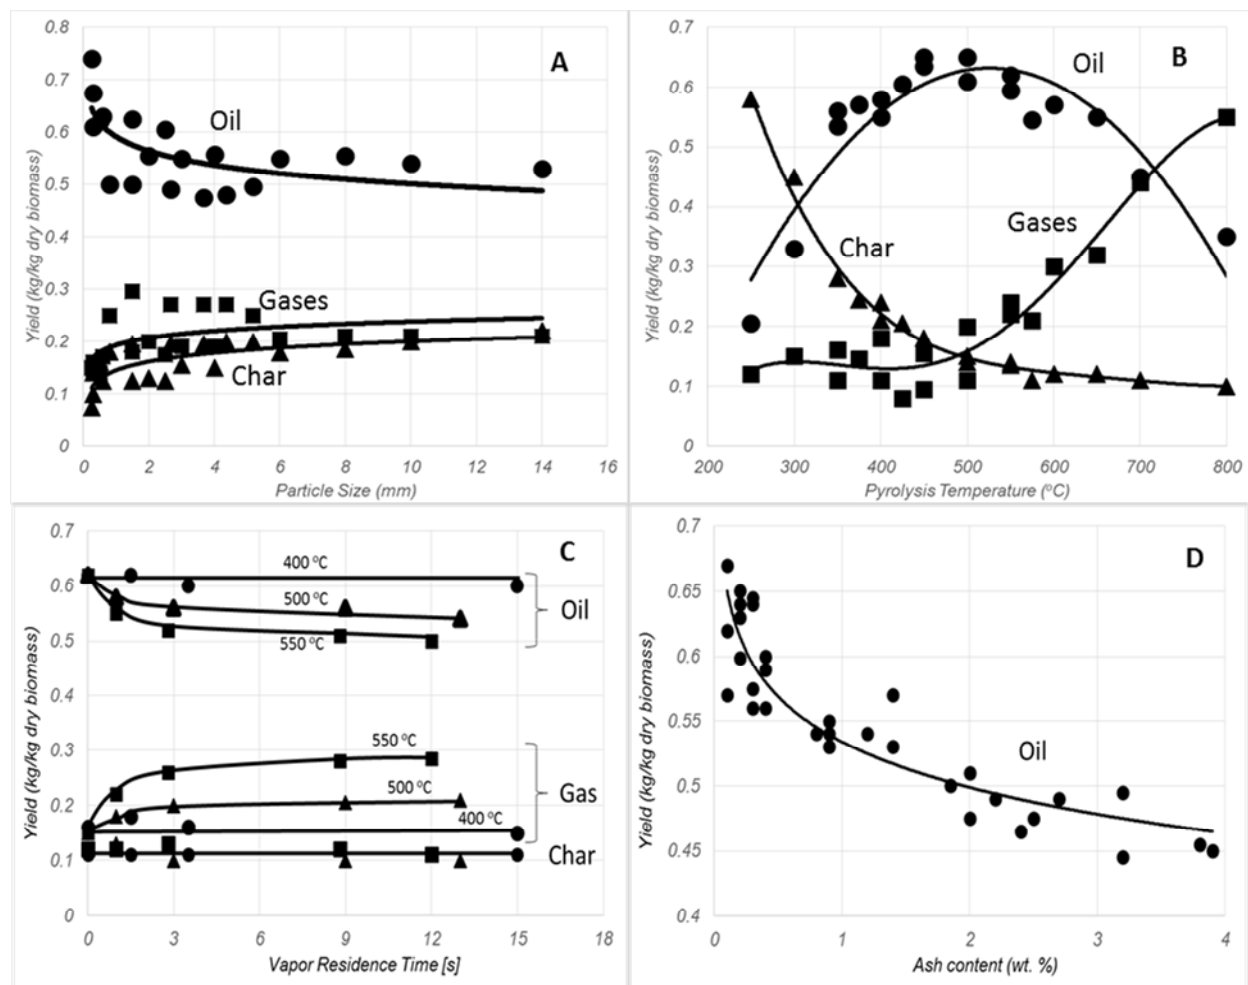 A
Yield (kg/kg dry biomass)
0.8
0.7
0.6
0.5
0.4
0.3
0.2
0.1
0
Oil
Gases
Char
0 2 4 6 8 10 12 14 16
Particle Size (mm)
B
Yield (kg/kg dry biomass)
0.7
0.6
0.5
0.4
0.3
0.2
0.1
0
Oil
Gases
Char
200 300 400 500 600 700 800
Pyrolysis Temperature (ºC)
C
Yield (kg/kg dry biomass)
0.7
0.6
0.5
0.4
0.3
0.2
0.1
0
400 ºC
500 ºC
550 ºC
Oil
550 ºC
500 ºC
400 ºC
Gas
Char
0 3 6 9 12 15 18
Vapor Residence Time [s]
D
Yield (kg/kg dry biomass)
0.7
0.65
0.6
0.55
0.5
0.45
0.4
Oil
0 1 2 3 4
Ash content (wt. %)